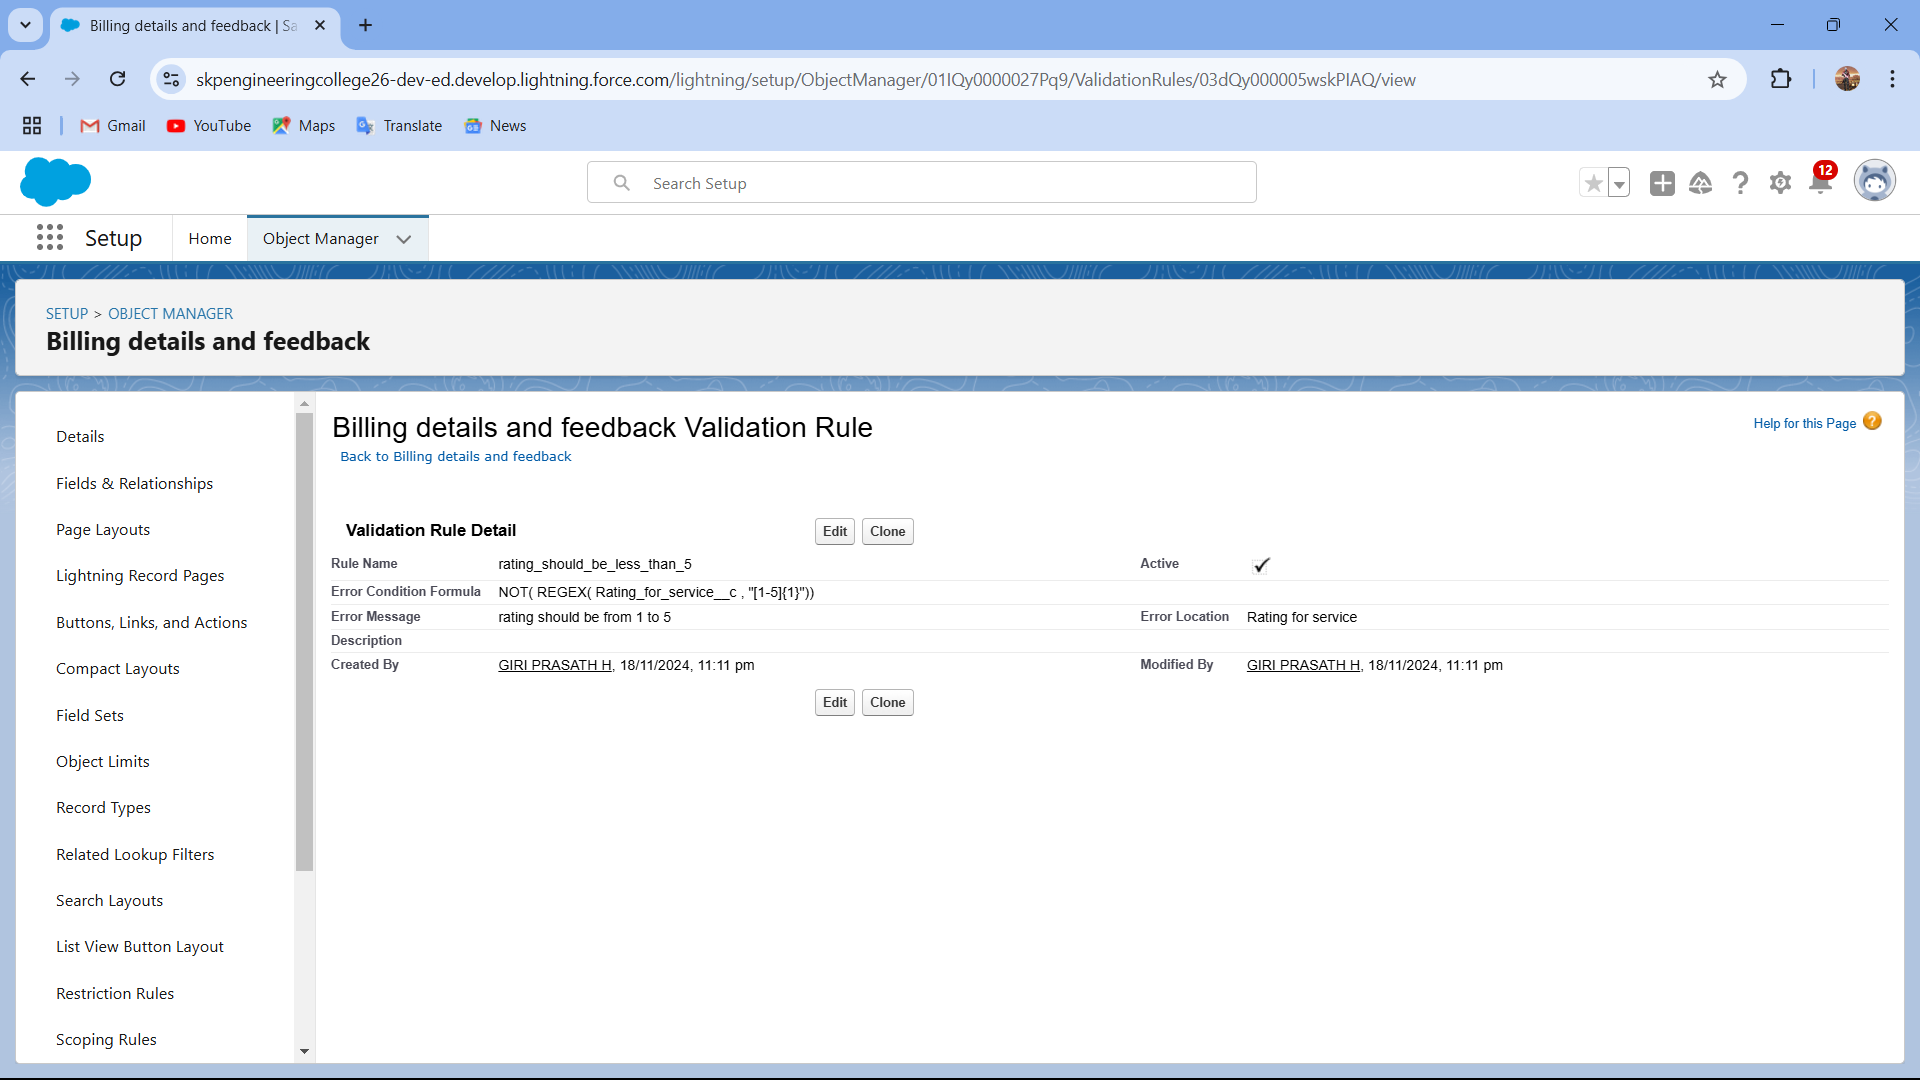 Billing details and feedback | Sa
skpengineeringcollege26-dev-ed.develop.lightning.force.com/lightning/setup/ObjectManager/01IQy0000027Pq9/ValidationRules/03dQy000005wskPIAQ/view
Gmail YouTube Maps Translate News
Search Setup
12
Setup Home Object Manager
SETUP > OBJECT MANAGER
Billing details and feedback
Details
Fields & Relationships
Page Layouts
Lightning Record Pages
Buttons, Links, and Actions
Compact Layouts
Field Sets
Object Limits
Record Types
Related Lookup Filters
Search Layouts
List View Button Layout
Restriction Rules
Scoping Rules
Billing details and feedback Validation Rule
Help for this Page
Back to Billing details and feedback
Validation Rule Detail Edit Clone
Rule Name rating_should_be_less_than_5 Active
Error Condition Formula NOT( REGEX( Rating_for_service__c , "[1-5]{1}"))
Error Message rating should be from 1 to 5 Error Location Rating for service
Description
Created By GIRI PRASATH H, 18/11/2024, 11:11 pm Modified By GIRI PRASATH H, 18/11/2024, 11:11 pm
Edit Clone